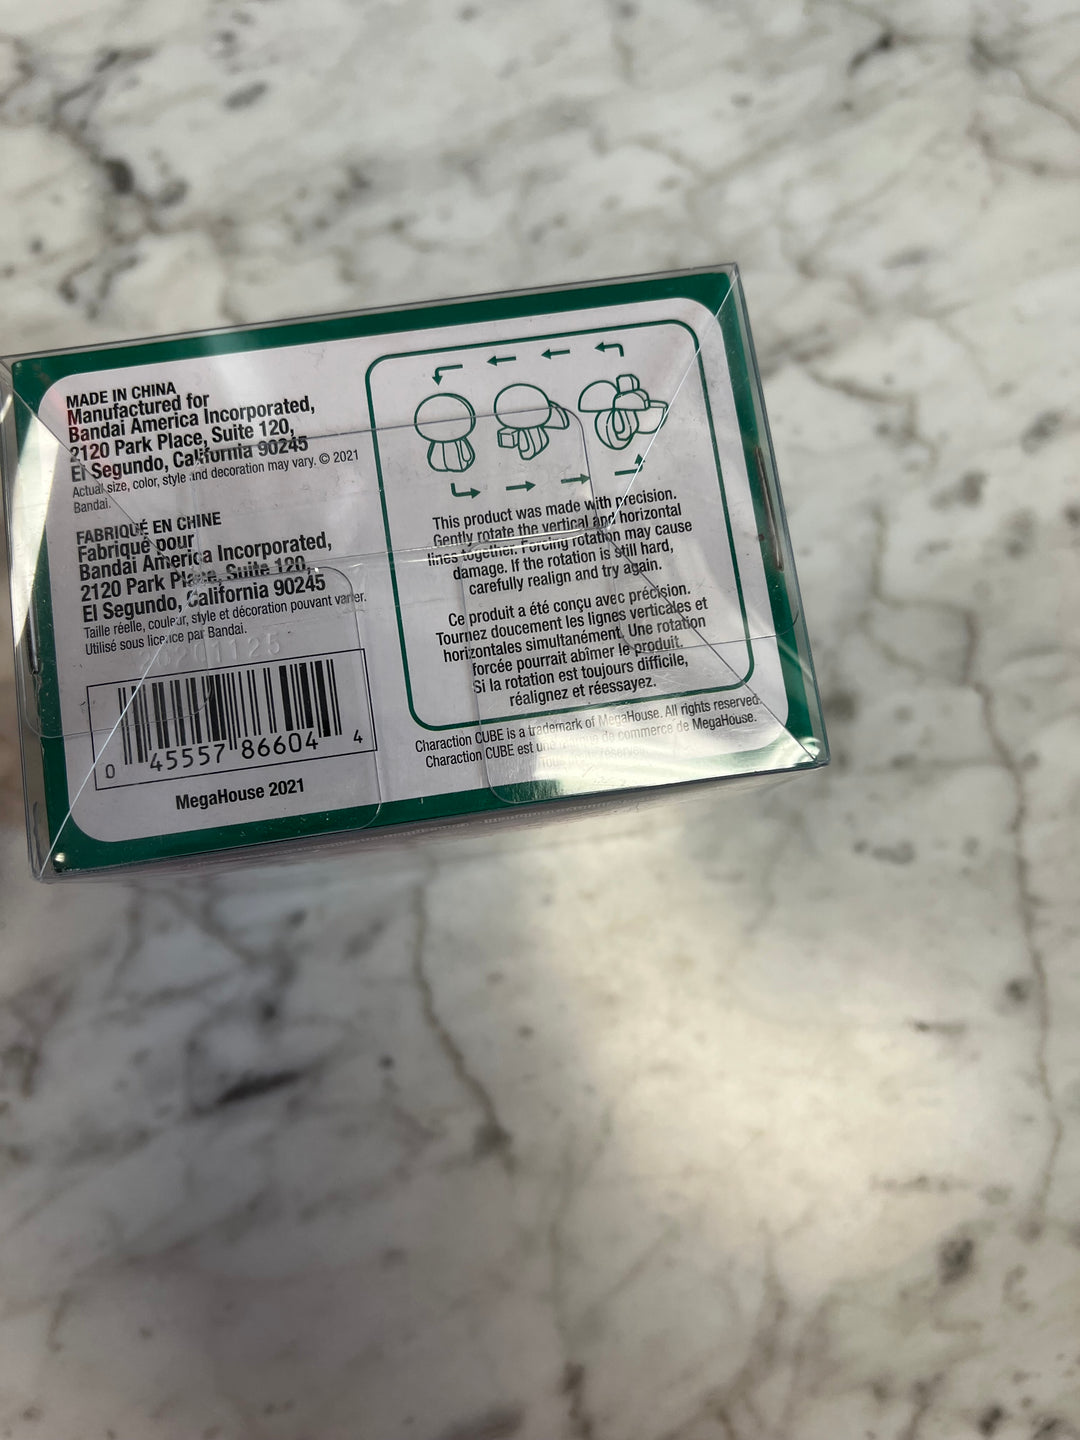 MADE IN CHINA
Manufactured for
Bandai America Incorporated,
2120 Park Place, Suite 120,
El Segundo, California 90245
Actual size, color, style and decoration may vary. © 2021
Bandai.
FABRIQUÉ EN CHINE
Fabriqué pour
Bandai America Incorporated,
2120 Park Place, Suite 120,
El Segundo, California 90245
Taille réelle, couleur, style et décoration pouvant varier.
Utilisé sous licence par Bandai.
0 45557 86604 4
MegaHouse 2021
This product was made with precision.
Gently rotate the vertical and horizontal
lines together. Forcing rotation may cause
damage. If the rotation is still hard,
carefully realign and try again.
Ce produit a été conçu avec précision.
Tournez doucement les lignes verticales et
horizontales simultanément. Une rotation
forcée pourrait abîmer le produit.
Si la rotation est toujours difficile,
réalignez et réessayez.
Charaction CUBE is a trademark of MegaHouse. All rights reserved.
Charaction CUBE est une marque de commerce de MegaHouse.